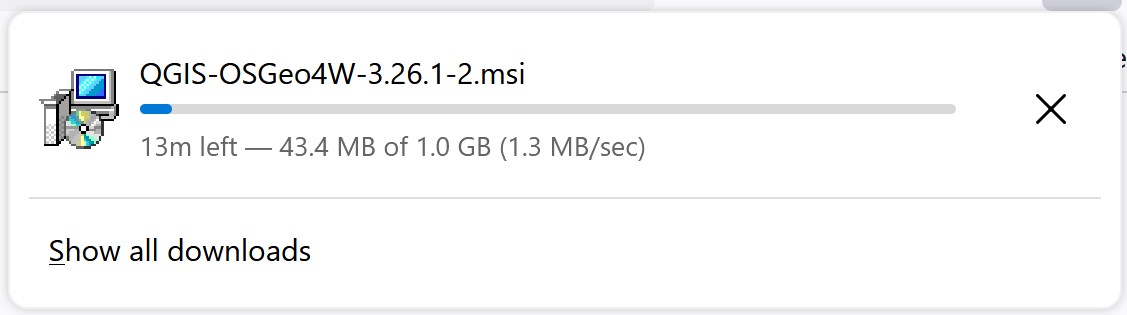 QGIS-OSGeo4W-3.26.1-2.msi
13m left — 43.4 MB of 1.0 GB (1.3 MB/sec)
Show all downloads